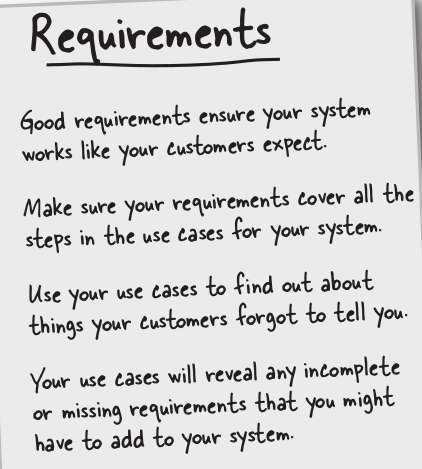 Requirements
Good requirements ensure your system
works like your customers expect.
Make sure your requirements cover all the
steps in the use cases for your system.
Use your use cases to find out about
things your customers forgot to tell you.
Your use cases will reveal any incomplete
or missing requirements that you might
have to add to your system.